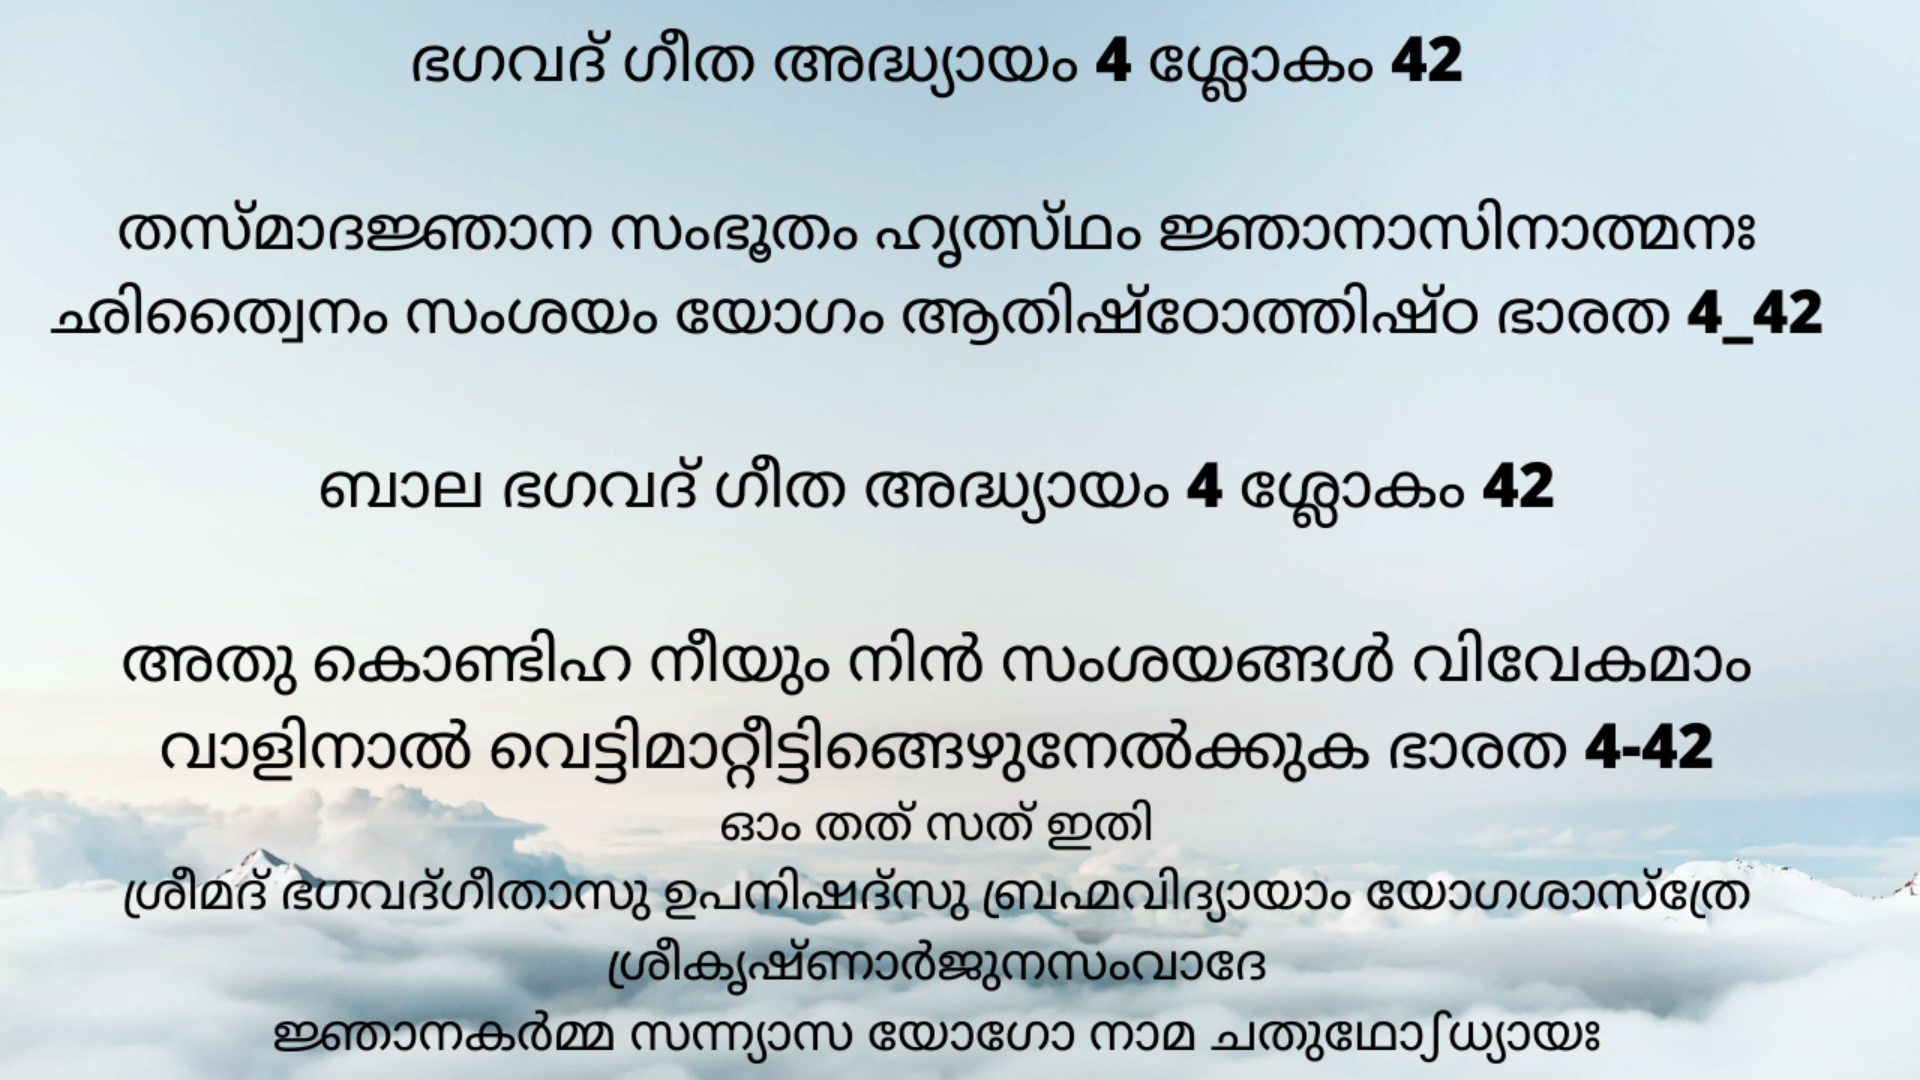 ഭഗവദ് ഗീത അദ്ധ്യായം 4 ശ്ലോകം 42
തസ്മാദജ്ഞാന സംഭൂതം ഹൃത്സ്ഥം ജ്ഞാനാസിനാത്മനഃ
ഛിത്ത്വൈനം സംശയം യോഗം ആതിഷ്ഠോത്തിഷ്ഠ ഭാരത 4_42
ബാല ഭഗവദ് ഗീത അദ്ധ്യായം 4 ശ്ലോകം 42
അതു കൊണ്ടിഹ നീയും നിൻ സംശയങ്ങൾ വിവേകമാം
വാളിനാൽ വെട്ടിമാറ്റീട്ടിങ്ങെഴുനേൽക്കുക ഭാരത 4-42
ഓം തത് സത് ഇതി
ശ്രീമദ് ഭഗവദ്ഗീതാസു ഉപനിഷദ്സു ബ്രഹ്മവിദ്യായാം യോഗശാസ്ത്രേ
ശ്രീകൃഷ്ണാർജുനസംവാദേ
ജ്ഞാനകർമ്മ സന്ന്യാസ യോഗോ നാമ ചതുഥോഽധ്യായഃ